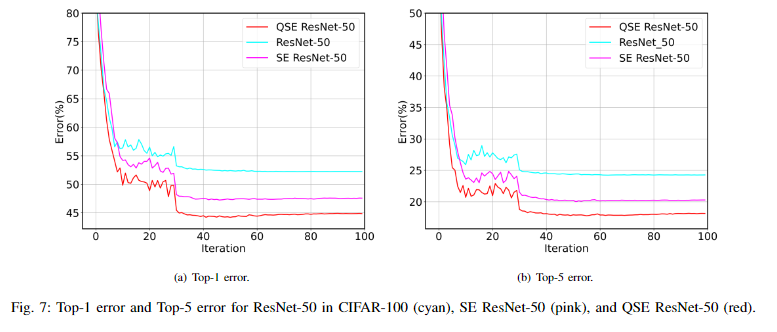 80
75
70
65
60
55
50
45
Error(%)
0 20 40 60 80 100
Iteration
QSE ResNet-50
ResNet-50
SE ResNet-50
(a) Top-1 error.
50
45
40
35
30
25
20
Error(%)
0 20 40 60 80 100
Iteration
QSE ResNet-50
ResNet_50
SE ResNet-50
(b) Top-5 error.
Fig. 7: Top-1 error and Top-5 error for ResNet-50 in CIFAR-100 (cyan), SE ResNet-50 (pink), and QSE ResNet-50 (red).